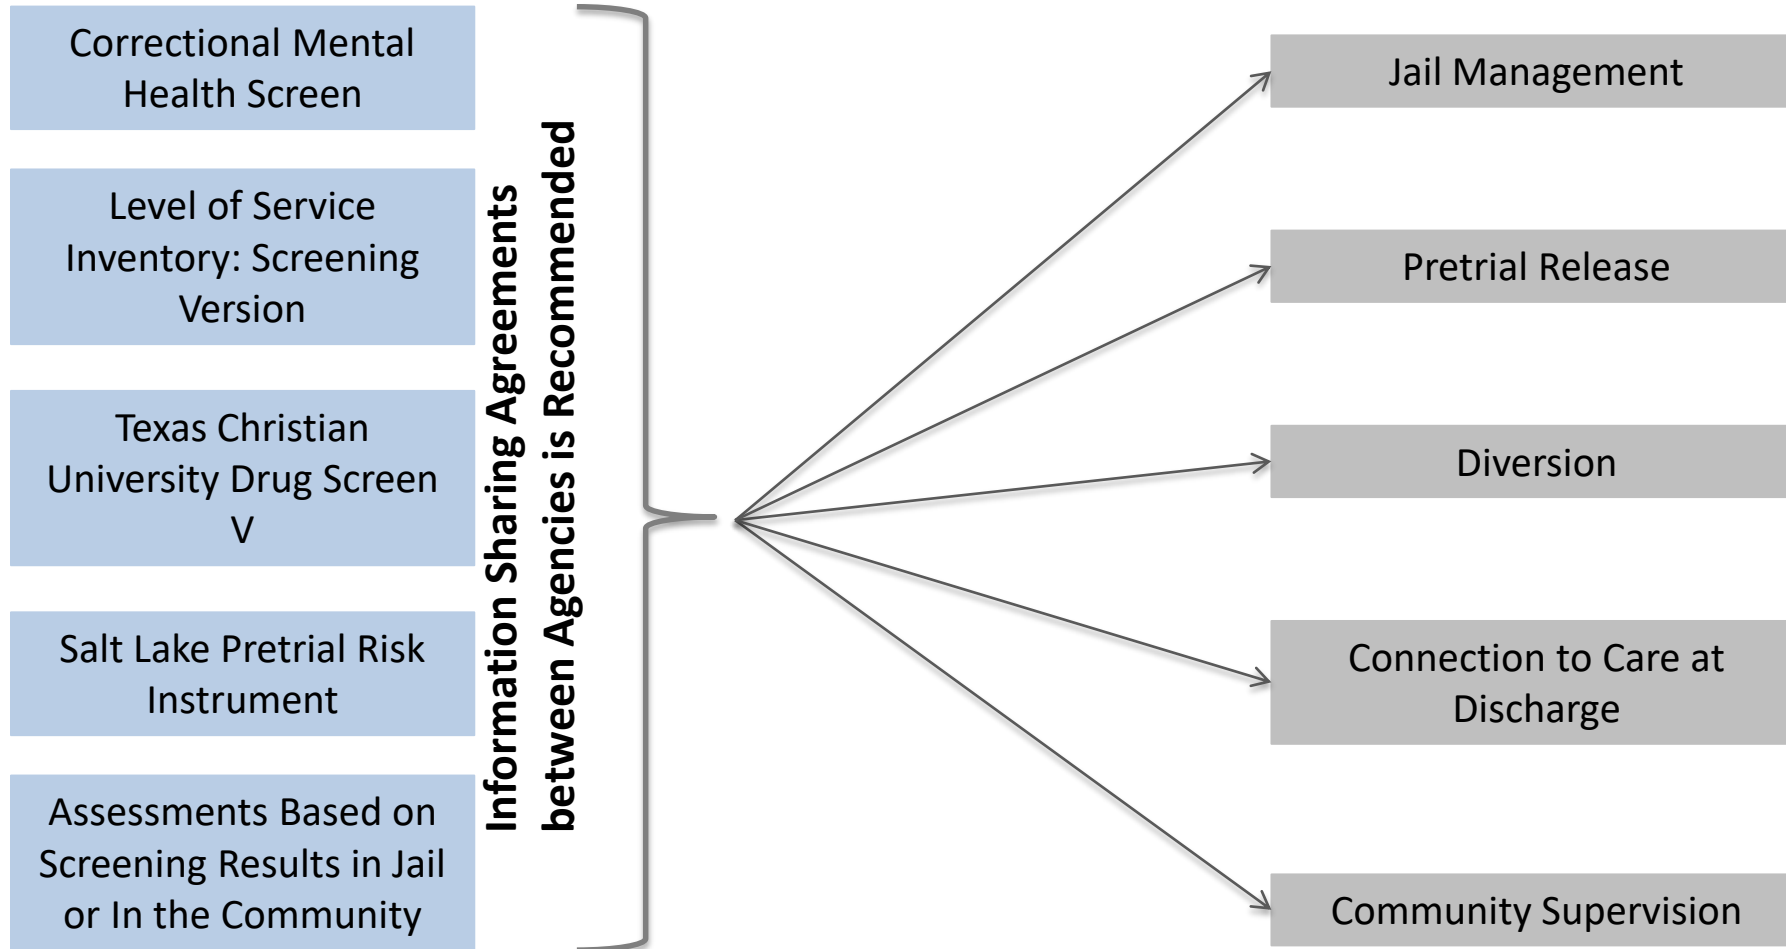 Correctional Mental
Health Screen
Level of Service
Inventory: Screening
Version
Texas Christian
University Drug Screen
V
Salt Lake Pretrial Risk
Instrument
Assessments Based on
Screening Results in Jail
or In the Community
Information Sharing Agreements
between Agencies is Recommended
Jail Management
Pretrial Release
Diversion
Connection to Care at
Discharge
Community Supervision